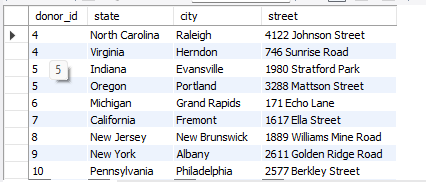 donor_id state city street
4 North Carolina Raleigh 4122 Johnson Street
4 Virginia Herndon 746 Sunrise Road
5 Indiana Evansville 1980 Stratford Park
5
5 Oregon Portland 3288 Mattson Street
6 Michigan Grand Rapids 171 Echo Lane
7 California Fremont 1617 Ella Street
8 New Jersey New Brunswick 1889 Williams Mine Road
9 New York Albany 2611 Golden Ridge Road
10 Pennsylvania Philadelphia 2577 Berkley Street